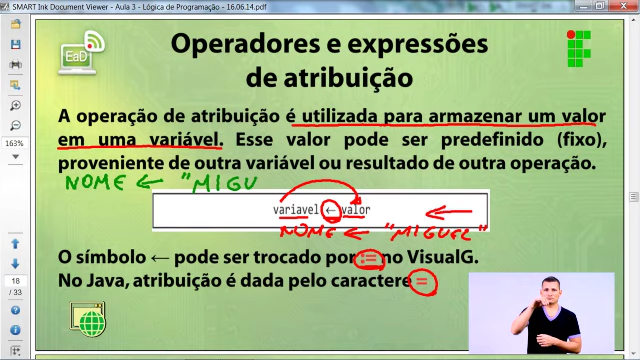 SMART Ink Document Viewer - Aula 3 - Lógica de Programação - 16.06.14.pdf
EaD
Operadores e expressões
de atribuição
A operação de atribuição é utilizada para armazenar um valor
em uma variável. Esse valor pode ser predefinido (fixo),
proveniente de outra variável ou resultado de outra operação.
NOME ← "MIGU
variavel ← valor
NOME ← "MIGUEL"
O símbolo ← pode ser trocado por := no VisualG.
No Java, atribuição é dada pelo caractere =
163%
18
/ 33